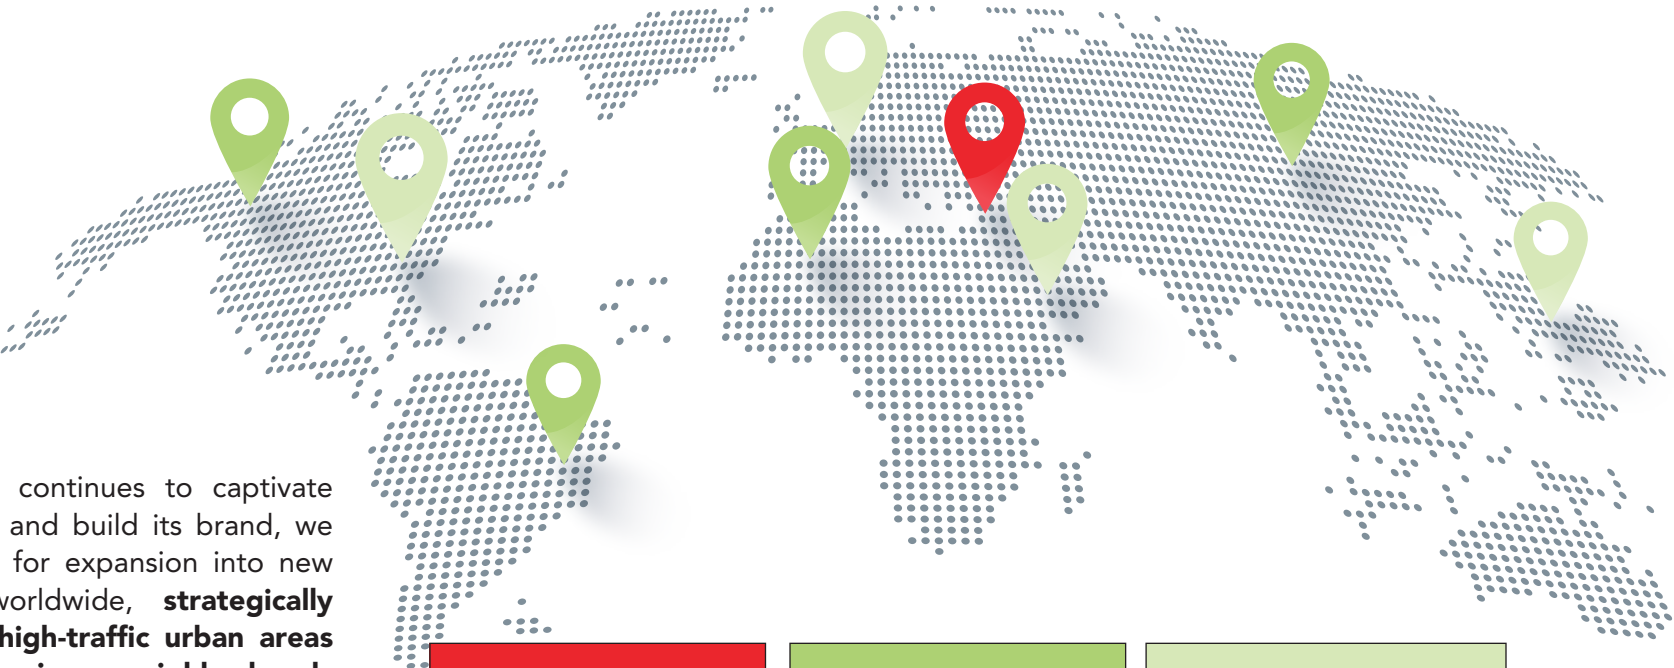 continues to captivate
and build its brand, we
for expansion into new
worldwide, strategically
high-traffic urban areas